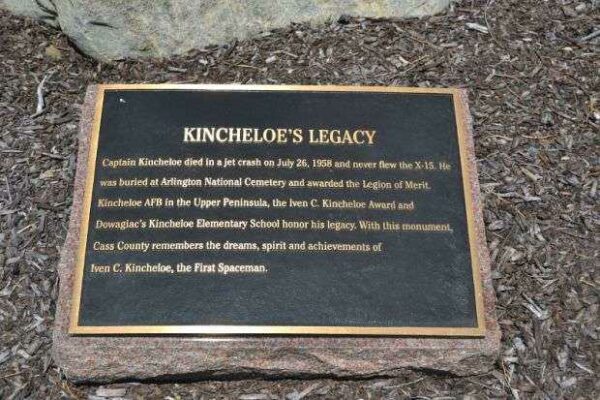 KINCHELOE'S LEGACY
Captain Kincheloe died in a jet crash on July 26, 1958 and never flew the X-15. He
was buried at Arlington National Cemetery and awarded the Legion of Merit.
Kincheloe AFB in the Upper Peninsula, the Iven C. Kincheloe Award and
Dowagiac's Kincheloe Elementary School honor his legacy. With this monument,
Cass County remembers the dreams, spirit and achievements of
Iven C. Kincheloe, the First Spaceman.